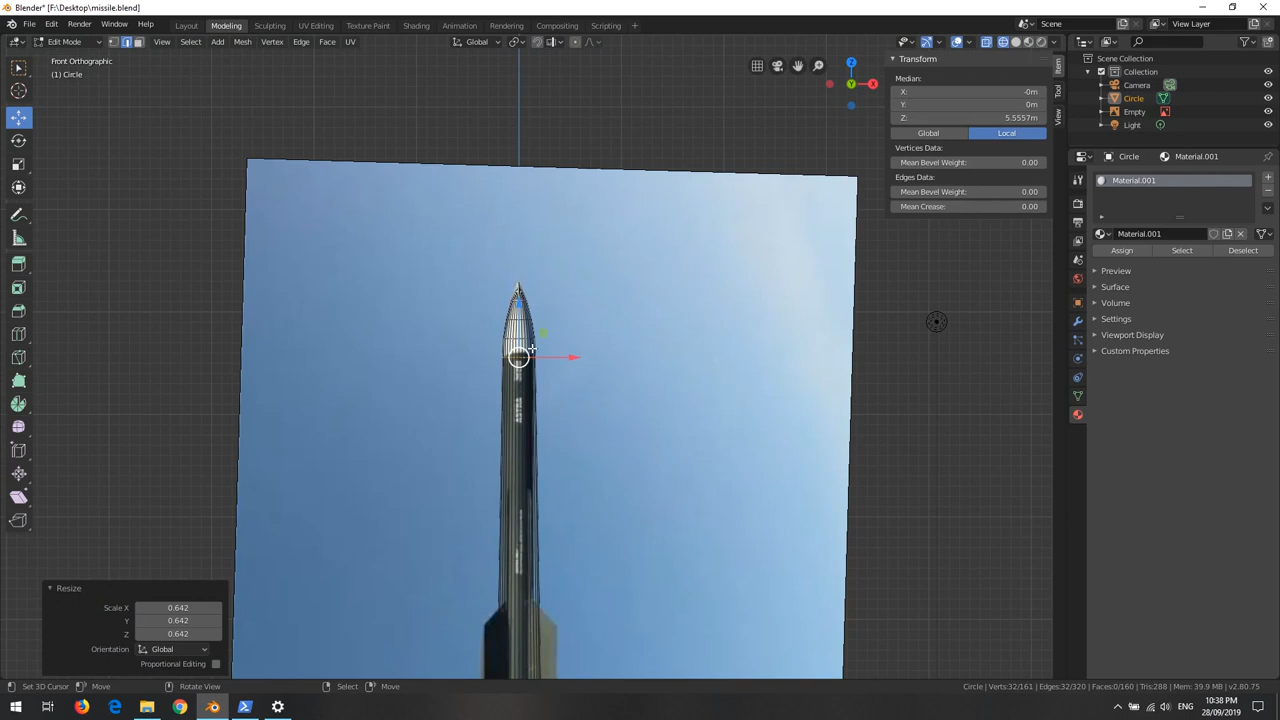 Blender* [F:\Desktop\missile.blend]
File Edit Render Window Help
Layout Modeling Sculpting UV Editing Texture Paint Shading Animation Rendering Compositing Scripting +
Scene
View Layer
Edit Mode
View Select Add Mesh Vertex Edge Face UV
Global
Front Orthographic
(1) Circle
Z
Y
X
Transform
Median:
X: -0m
Y: 0m
Z: 5.5557m
Global Local
Vertices Data:
Mean Bevel Weight: 0.00
Edges Data:
Mean Bevel Weight: 0.00
Mean Crease: 0.00
Item
Tool
View
Scene Collection
Collection
Camera
Circle
Empty
Light
Circle Material.001
Material.001
Material.001
Assign Select Deselect
Preview
Surface
Volume
Settings
Viewport Display
Custom Properties
Resize
Scale X 0.642
Y 0.642
Z 0.642
Orientation Global
Proportional Editing
Set 3D Cursor Move Rotate View Select Move
Circle | Verts:32/161 | Edges:32/320 | Faces:0/160 | Tris:288 | Mem: 39.9 MB | v2.80.75
ENG
10:38 PM
28/09/2019